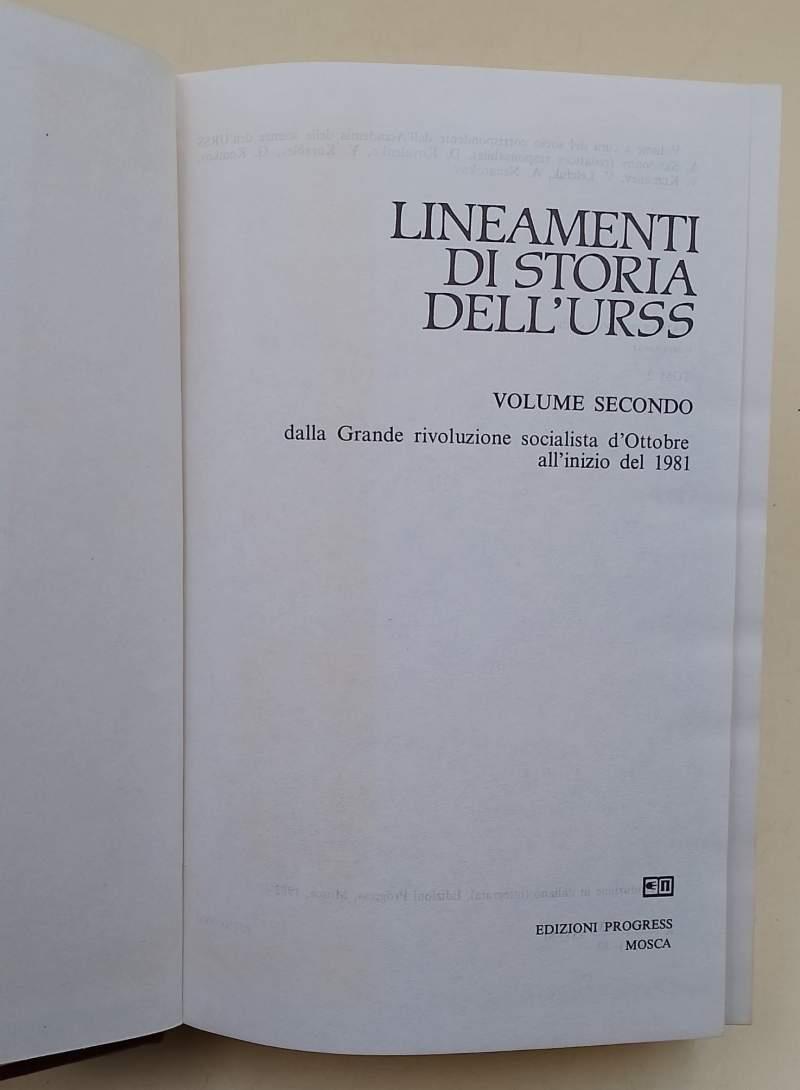 LINEAMENTI
DI STORIA
DELL'URSS
VOLUME SECONDO
dalla Grande rivoluzione socialista d'Ottobre
all'inizio del 1981
EDIZIONI PROGRESS
MOSCA